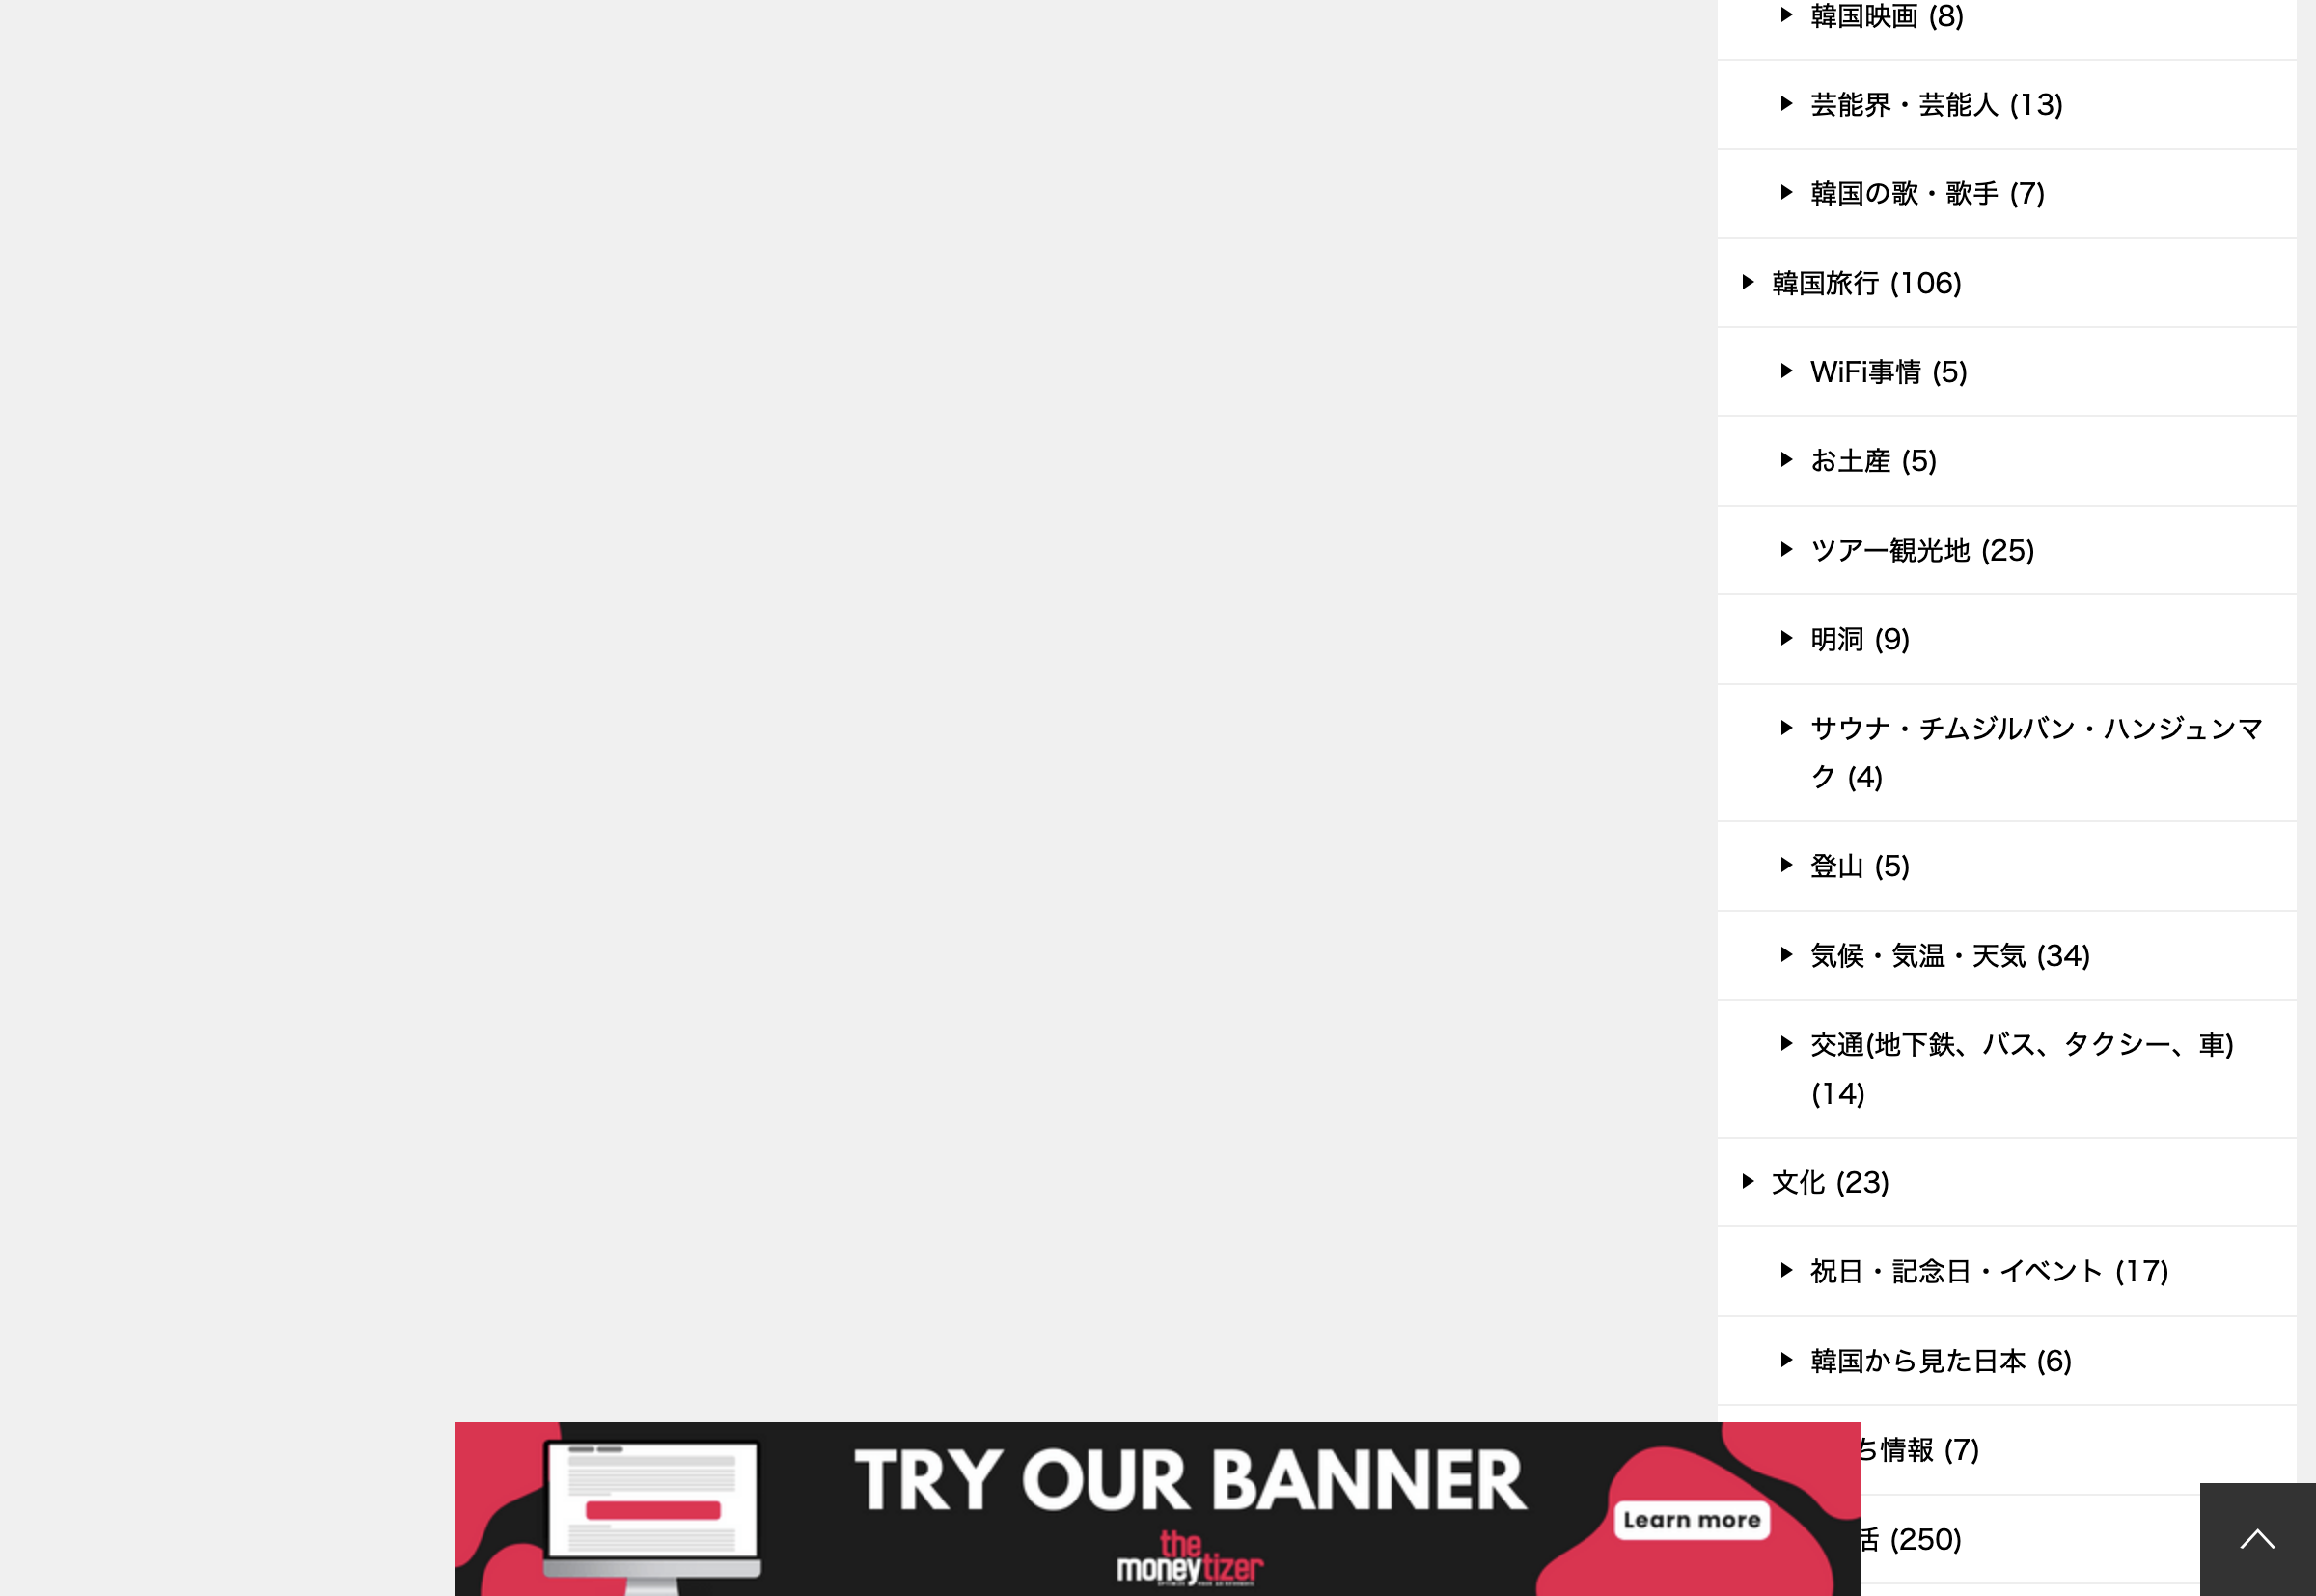 韓国映画 (8)
芸能界・芸能人 (13)
韓国の歌・歌手 (7)
韓国旅行 (106)
WiFi事情 (5)
お土産 (5)
ツアー観光地 (25)
明洞 (9)
サウナ・チムジルバン・ハンジュンマ
ク (4)
登山 (5)
気候・気温・天気 (34)
交通(地下鉄、バス、タクシー、車)
(14)
文化 (23)
祝日・記念日・イベント (17)
韓国から見た日本 (6)
ち情報 (7)
(250)
TRY OUR BANNER
Learn more
the
moneytizer